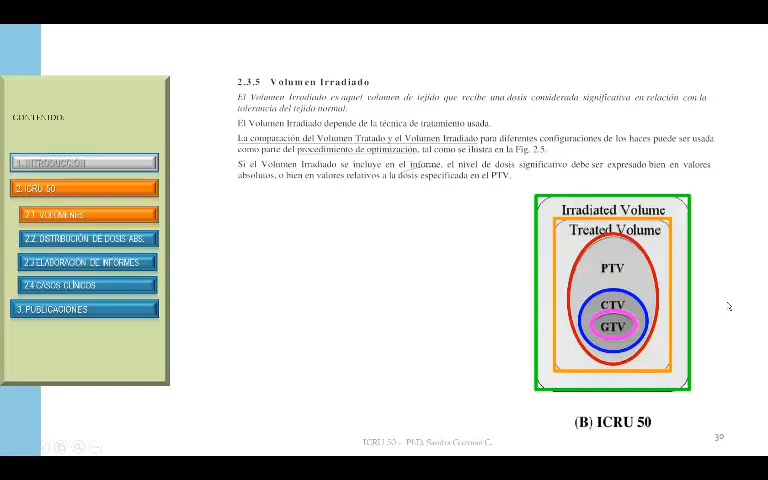 CONTENIDO:
1. INTRODUCCIÓN
2. ICRU 50
2.1. VOLÚMENES
2.2. DISTRIBUCIÓN DE DOSIS ABS.
2.3 ELABORACIÓN DE INFORMES
2.4 CASOS CLÍNICOS
3. PUBLICACIONES
2.3.5 Volumen Irradiado
El Volumen Irradiado es aquel volumen de tejido que recibe una dosis considerada significativa en relación con la
tolerancia del tejido normal.
El Volumen Irradiado depende de la técnica de tratamiento usada.
La comparación del Volumen Tratado y el Volumen Irradiado para diferentes configuraciones de los haces puede ser usada
como parte del procedimiento de optimización, tal como se ilustra en la Fig. 2.5.
Si el Volumen Irradiado se incluye en el informe, el nivel de dosis significativo debe ser expresado bien en valores
absolutos, o bien en valores relativos a la dosis especificada en el PTV.
Irradiated Volume
Treated Volume
PTV
CTV
GTV
(B) ICRU 50
ICRU 50 - PhD. Sandra Guzmán C.
30